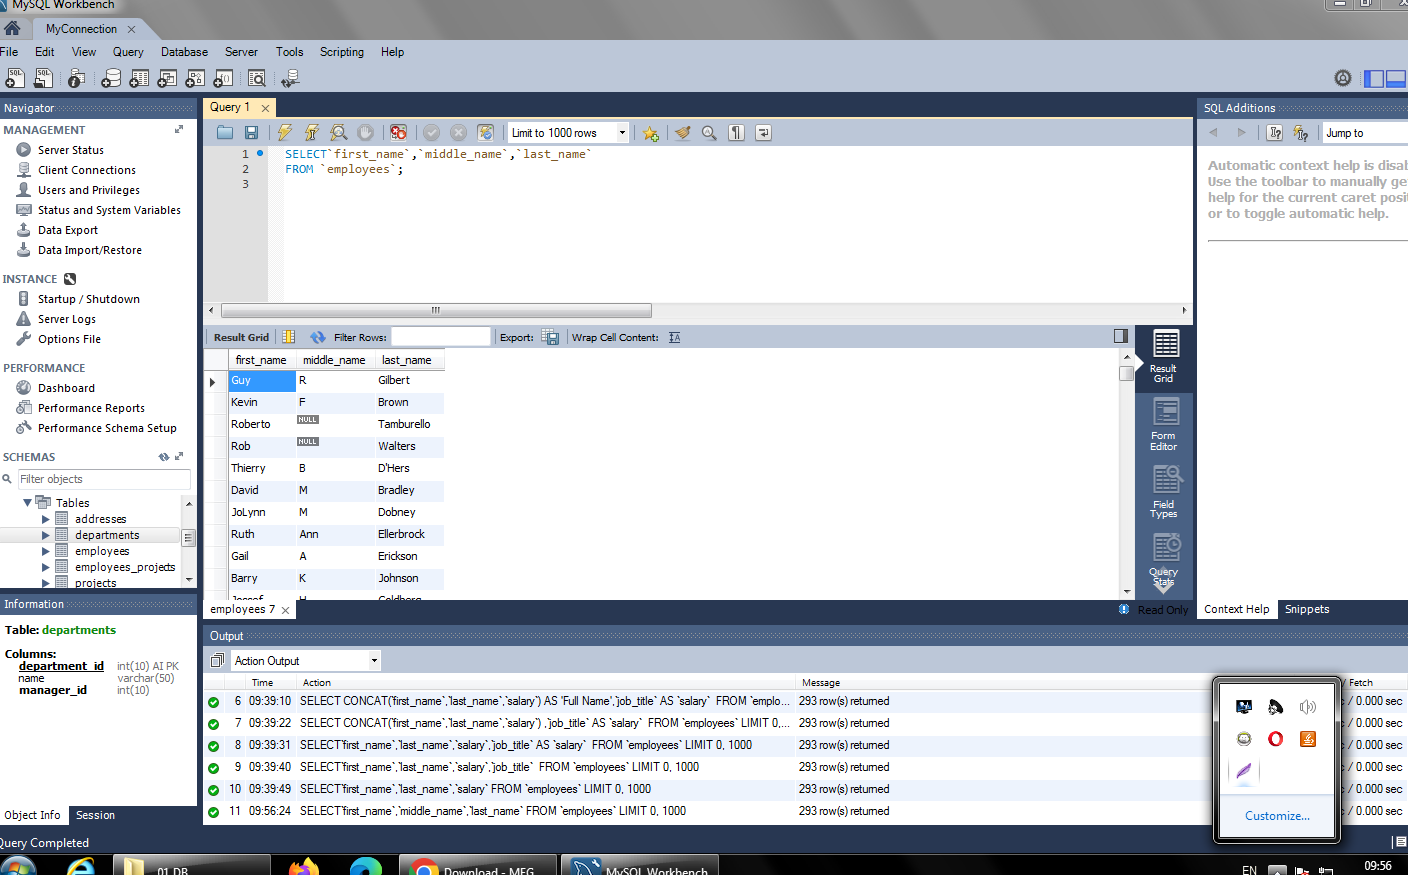 MySQL Workbench
MyConnection
File Edit View Query Database Server Tools Scripting Help
Navigator
MANAGEMENT
Server Status
Client Connections
Users and Privileges
Status and System Variables
Data Export
Data Import/Restore
INSTANCE
Startup / Shutdown
Server Logs
Options File
PERFORMANCE
Dashboard
Performance Reports
Performance Schema Setup
SCHEMAS
Filter objects
Tables
addresses
departments
employees
employees_projects
projects
Information
Table: departments
Columns:
department_id int(10) AI PK
name varchar(50)
manager_id int(10)
Object Info Session
Query Completed
Query 1
Limit to 1000 rows
1 SELECT`first_name`,`middle_name`,`last_name`
2 FROM `employees`;
3
Result Grid Filter Rows: Export: Wrap Cell Content:
first_name middle_name last_name
Guy R Gilbert
Kevin F Brown
Roberto NULL Tamburello
Rob NULL Walters
Thierry B D'Hers
David M Bradley
JoLynn M Dobney
Ruth Ann Ellerbrock
Gail A Erickson
Barry K Johnson
Jossef H Goldberg
Result
Grid
Form
Editor
Field
Types
Query
Stats
employees 7
Read Only
SQL Additions
Jump to
Automatic context help is disab
Use the toolbar to manually ge
help for the current caret posit
or to toggle automatic help.
Context Help Snippets
Output
Action Output
Time Action Message / Fetch
6 09:39:10 SELECT CONCAT(`first_name`,`last_name`,`salary`) AS 'Full Name',`job_title` AS `salary` FROM `emplo... 293 row(s) returned / 0.000 sec
7 09:39:22 SELECT CONCAT(`first_name`,`last_name`,`salary`) ,`job_title` AS `salary` FROM `employees` LIMIT 0,... 293 row(s) returned / 0.000 sec
8 09:39:31 SELECT`first_name`,`last_name`,`salary`,`job_title` AS `salary` FROM `employees` LIMIT 0, 1000 293 row(s) returned / 0.000 sec
9 09:39:40 SELECT`first_name`,`last_name`,`salary`,`job_title` FROM `employees` LIMIT 0, 1000 293 row(s) returned / 0.000 sec
10 09:39:49 SELECT`first_name`,`last_name`,`salary` FROM `employees` LIMIT 0, 1000 293 row(s) returned / 0.000 sec
11 09:56:24 SELECT`first_name`,`middle_name`,`last_name` FROM `employees` LIMIT 0, 1000 293 row(s) returned / 0.000 sec
Customize...
01 DB
Download - MEG
MySQL Workbench
EN
09:56